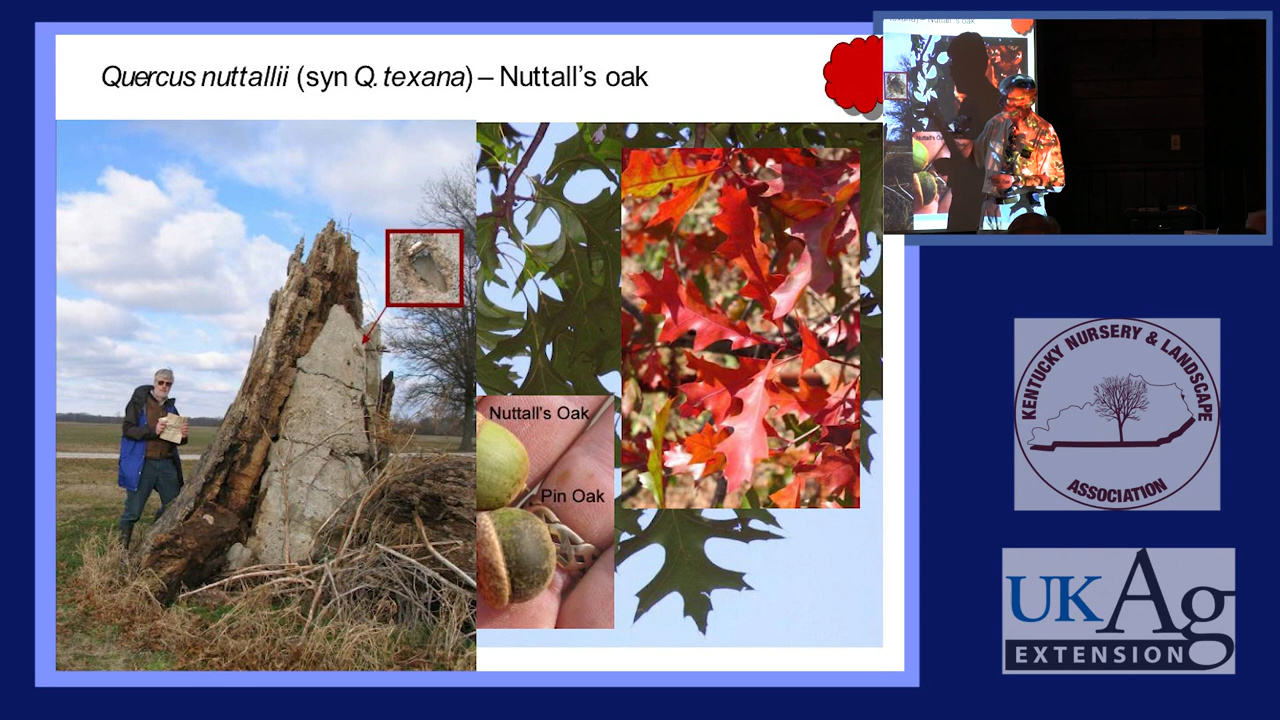 Quercus nuttallii (syn Q. texana) – Nuttall's oak
Nuttall's Oak
Pin Oak
KENTUCKY NURSERY & LANDSCAPE
ASSOCIATION
UKAg
EXTENSION